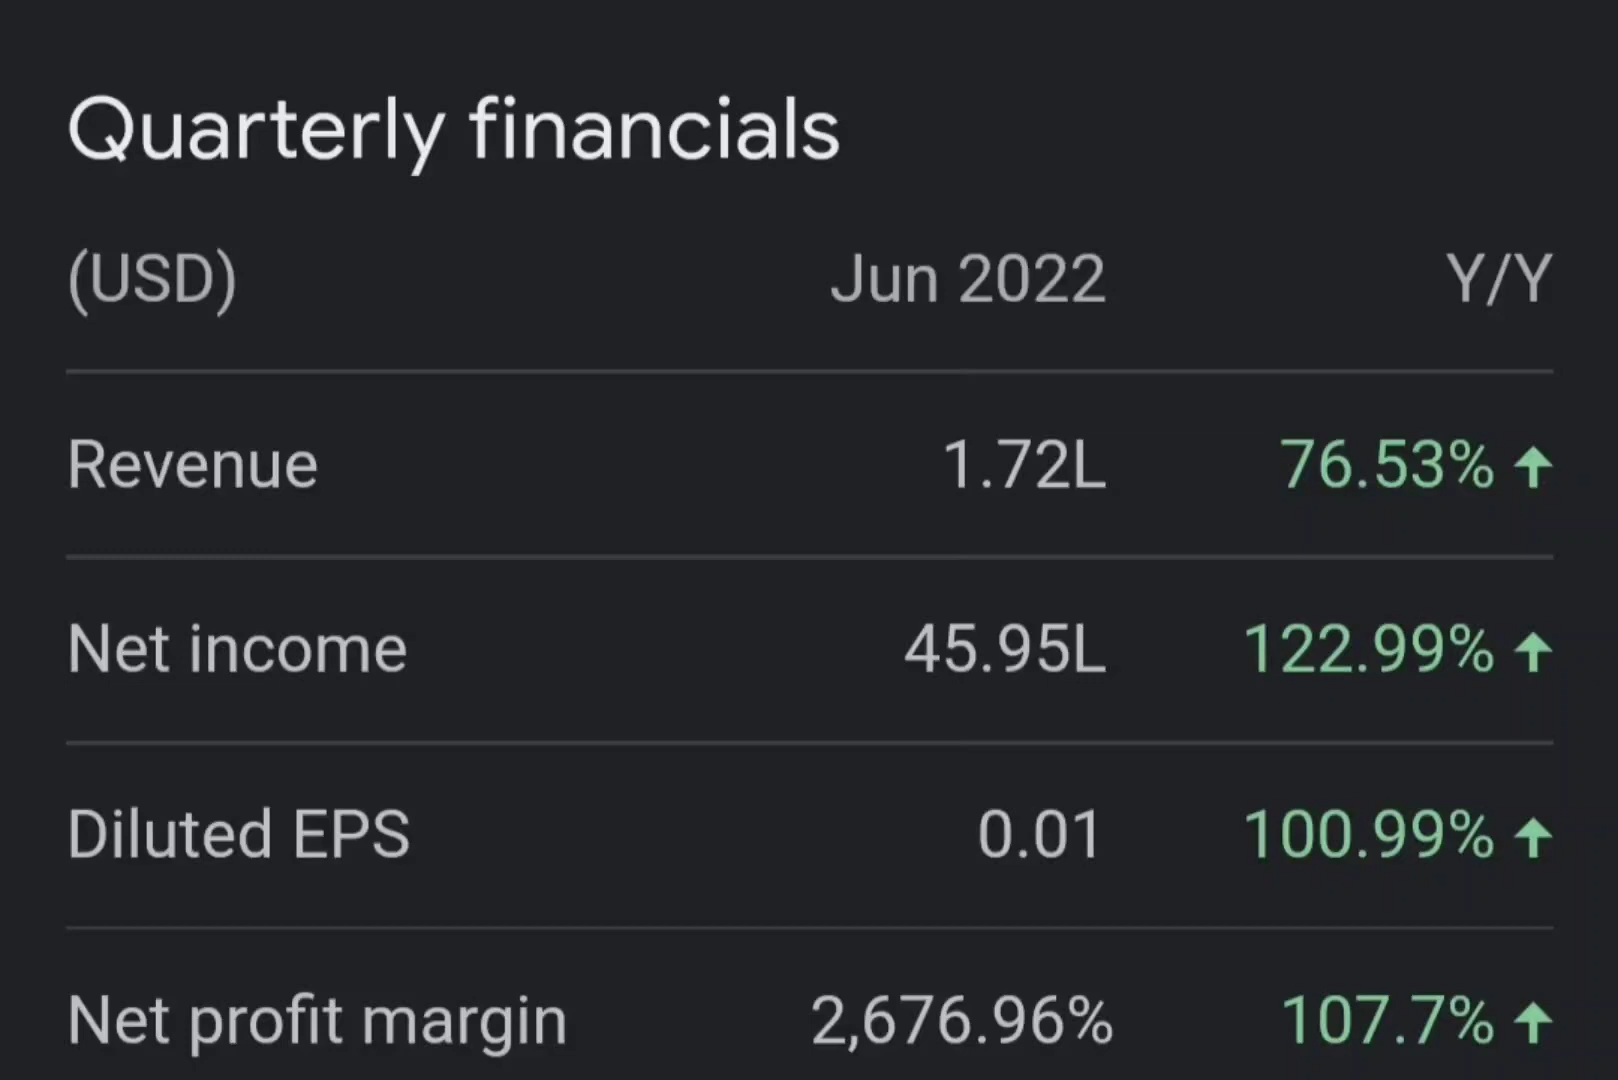 Quarterly financials
(USD) Jun 2022 Y/Y
Revenue 1.72L 76.53% ↑
Net income 45.95L 122.99% ↑
Diluted EPS 0.01 100.99% ↑
Net profit margin 2,676.96% 107.7% ↑